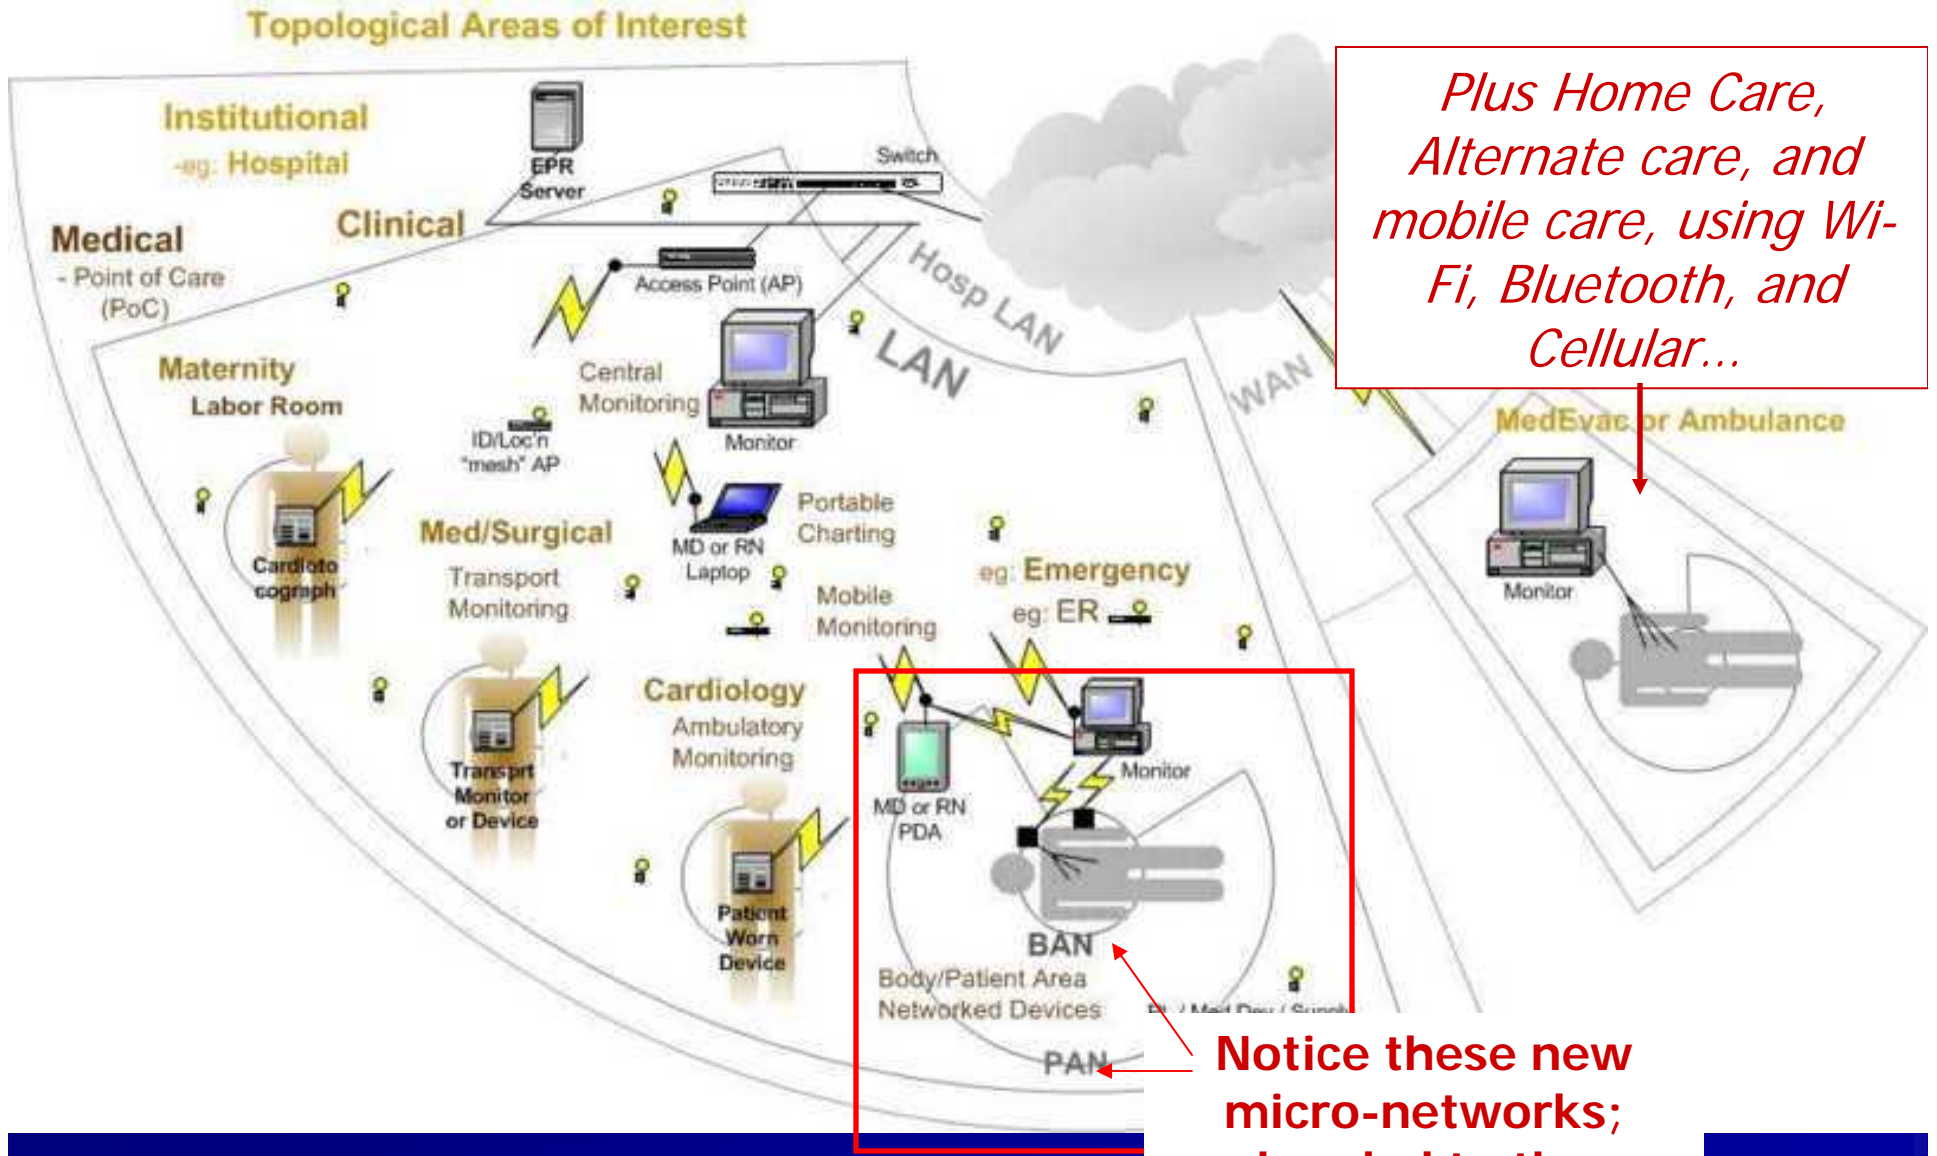 Topological Areas of Interest
Institutional
-eg: Hospital
EPR
Server
Switch
Plus Home Care,
Alternate care, and
mobile care, using Wi-
Fi, Bluetooth, and
Cellular...
Medical
- Point of Care
(PoC)
Clinical
Access Point (AP)
Hosp LAN
LAN
WAN
Maternity
Labor Room
Central
Monitoring
Monitor
ID/Loc'n
"mesh" AP
MedEvac or Ambulance
Monitor
Cardioto
cograph
Med/Surgical
Transport
Monitoring
MD or RN
Laptop
Portable
Charting
Mobile
Monitoring
eg: Emergency
eg: ER
Transprt
Monitor
or Device
Cardiology
Ambulatory
Monitoring
Patient
Worn
Device
MD or RN
PDA
Monitor
BAN
Body/Patient Area
Networked Devices
/ Med Dev / Supply
PAN
Notice these new
micro-networks;